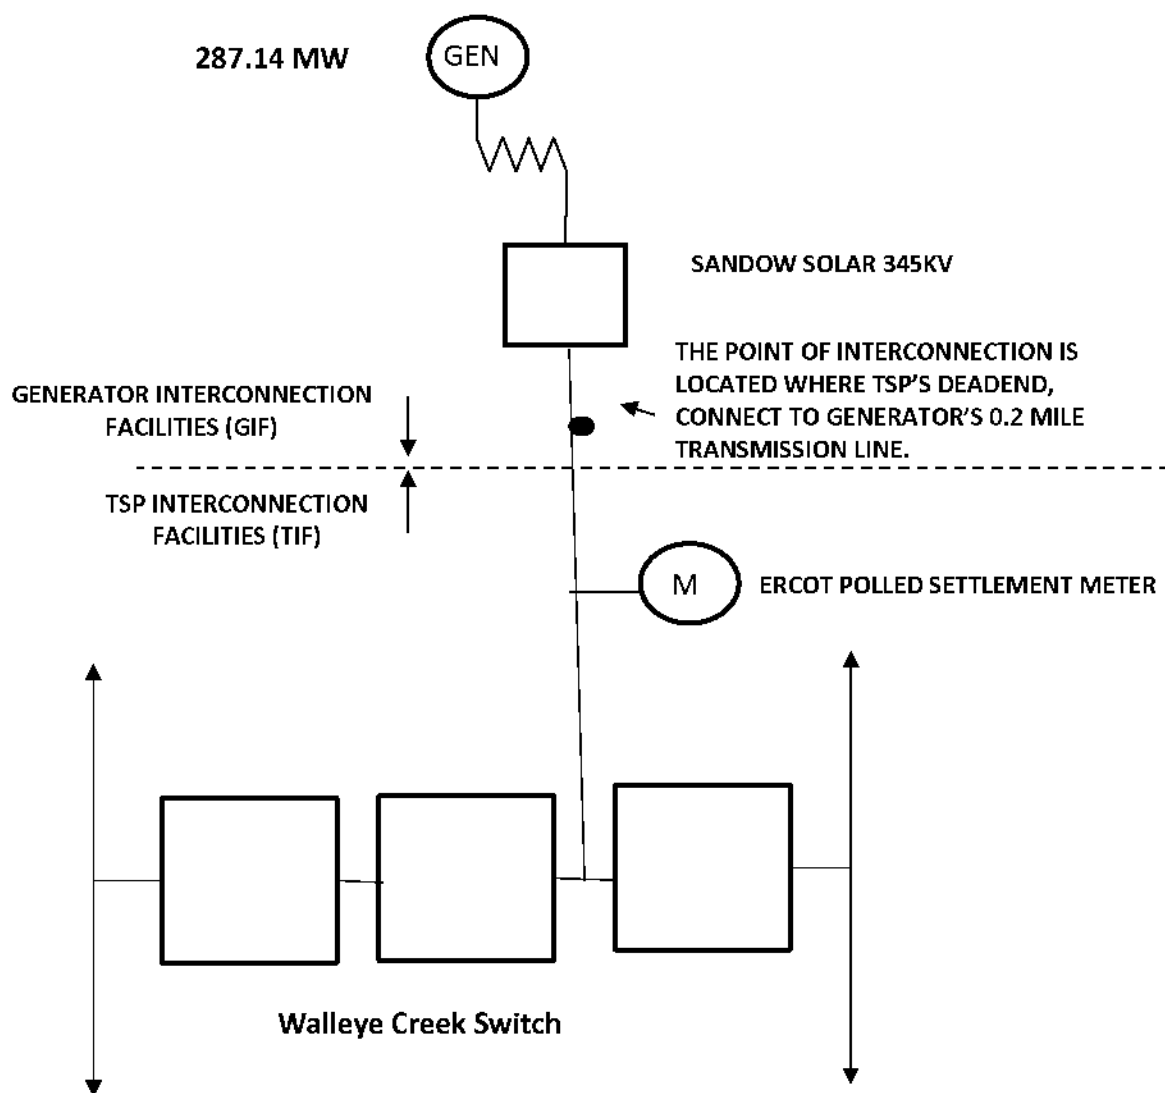 287.14 MW
GEN
SANDOW SOLAR 345KV
THE POINT OF INTERCONNECTION IS
LOCATED WHERE TSP'S DEADEND,
CONNECT TO GENERATOR'S 0.2 MILE
TRANSMISSION LINE.
GENERATOR INTERCONNECTION
FACILITIES (GIF)
TSP INTERCONNECTION
FACILITIES (TIF)
M
ERCOT POLLED SETTLEMENT METER
Walleye Creek Switch